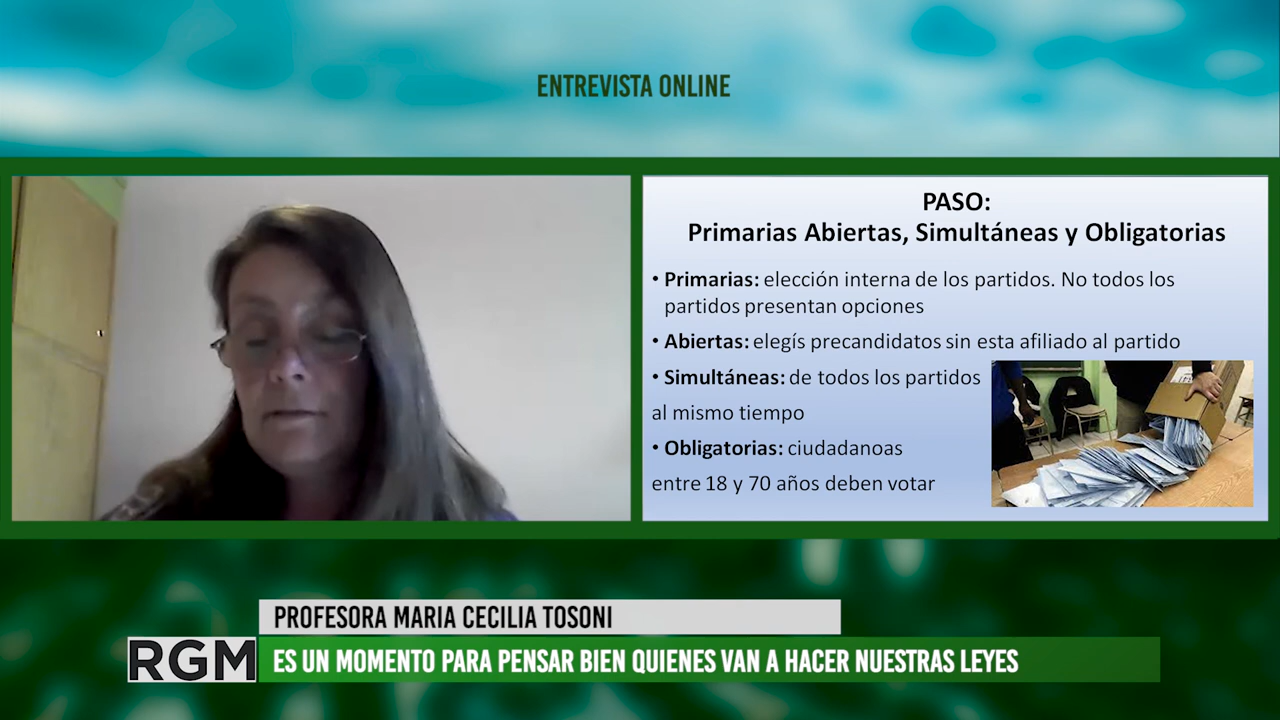 ENTREVISTA ONLINE
PASO:
Primarias Abiertas, Simultáneas y Obligatorias
• Primarias: elección interna de los partidos. No todos los
partidos presentan opciones
• Abiertas: elegís precandidatos sin esta afiliado al partido
• Simultáneas: de todos los partidos
al mismo tiempo
• Obligatorias: ciudadanoas
entre 18 y 70 años deben votar
PROFESORA MARIA CECILIA TOSONI
RGM
ES UN MOMENTO PARA PENSAR BIEN QUIENES VAN A HACER NUESTRAS LEYES